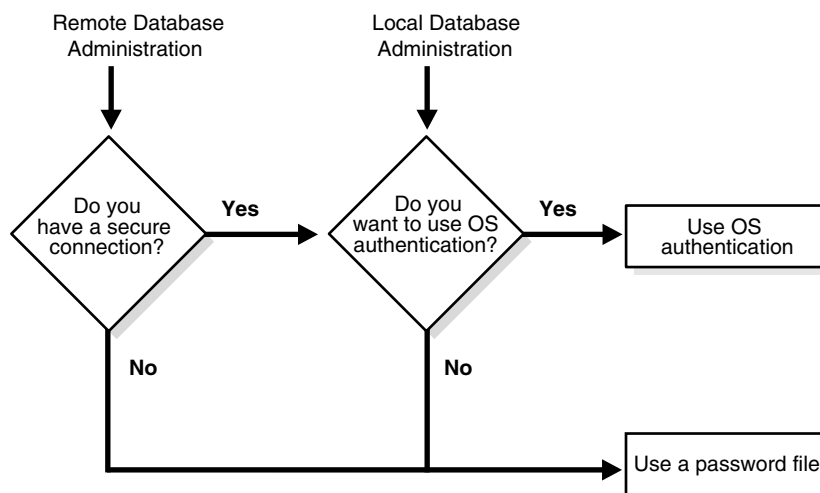 Remote Database
Administration
Local Database
Administration
Do you
have a secure
connection?
Yes
Do you
want to use OS
authentication?
Yes
Use OS
authentication
No
No
Use a password file